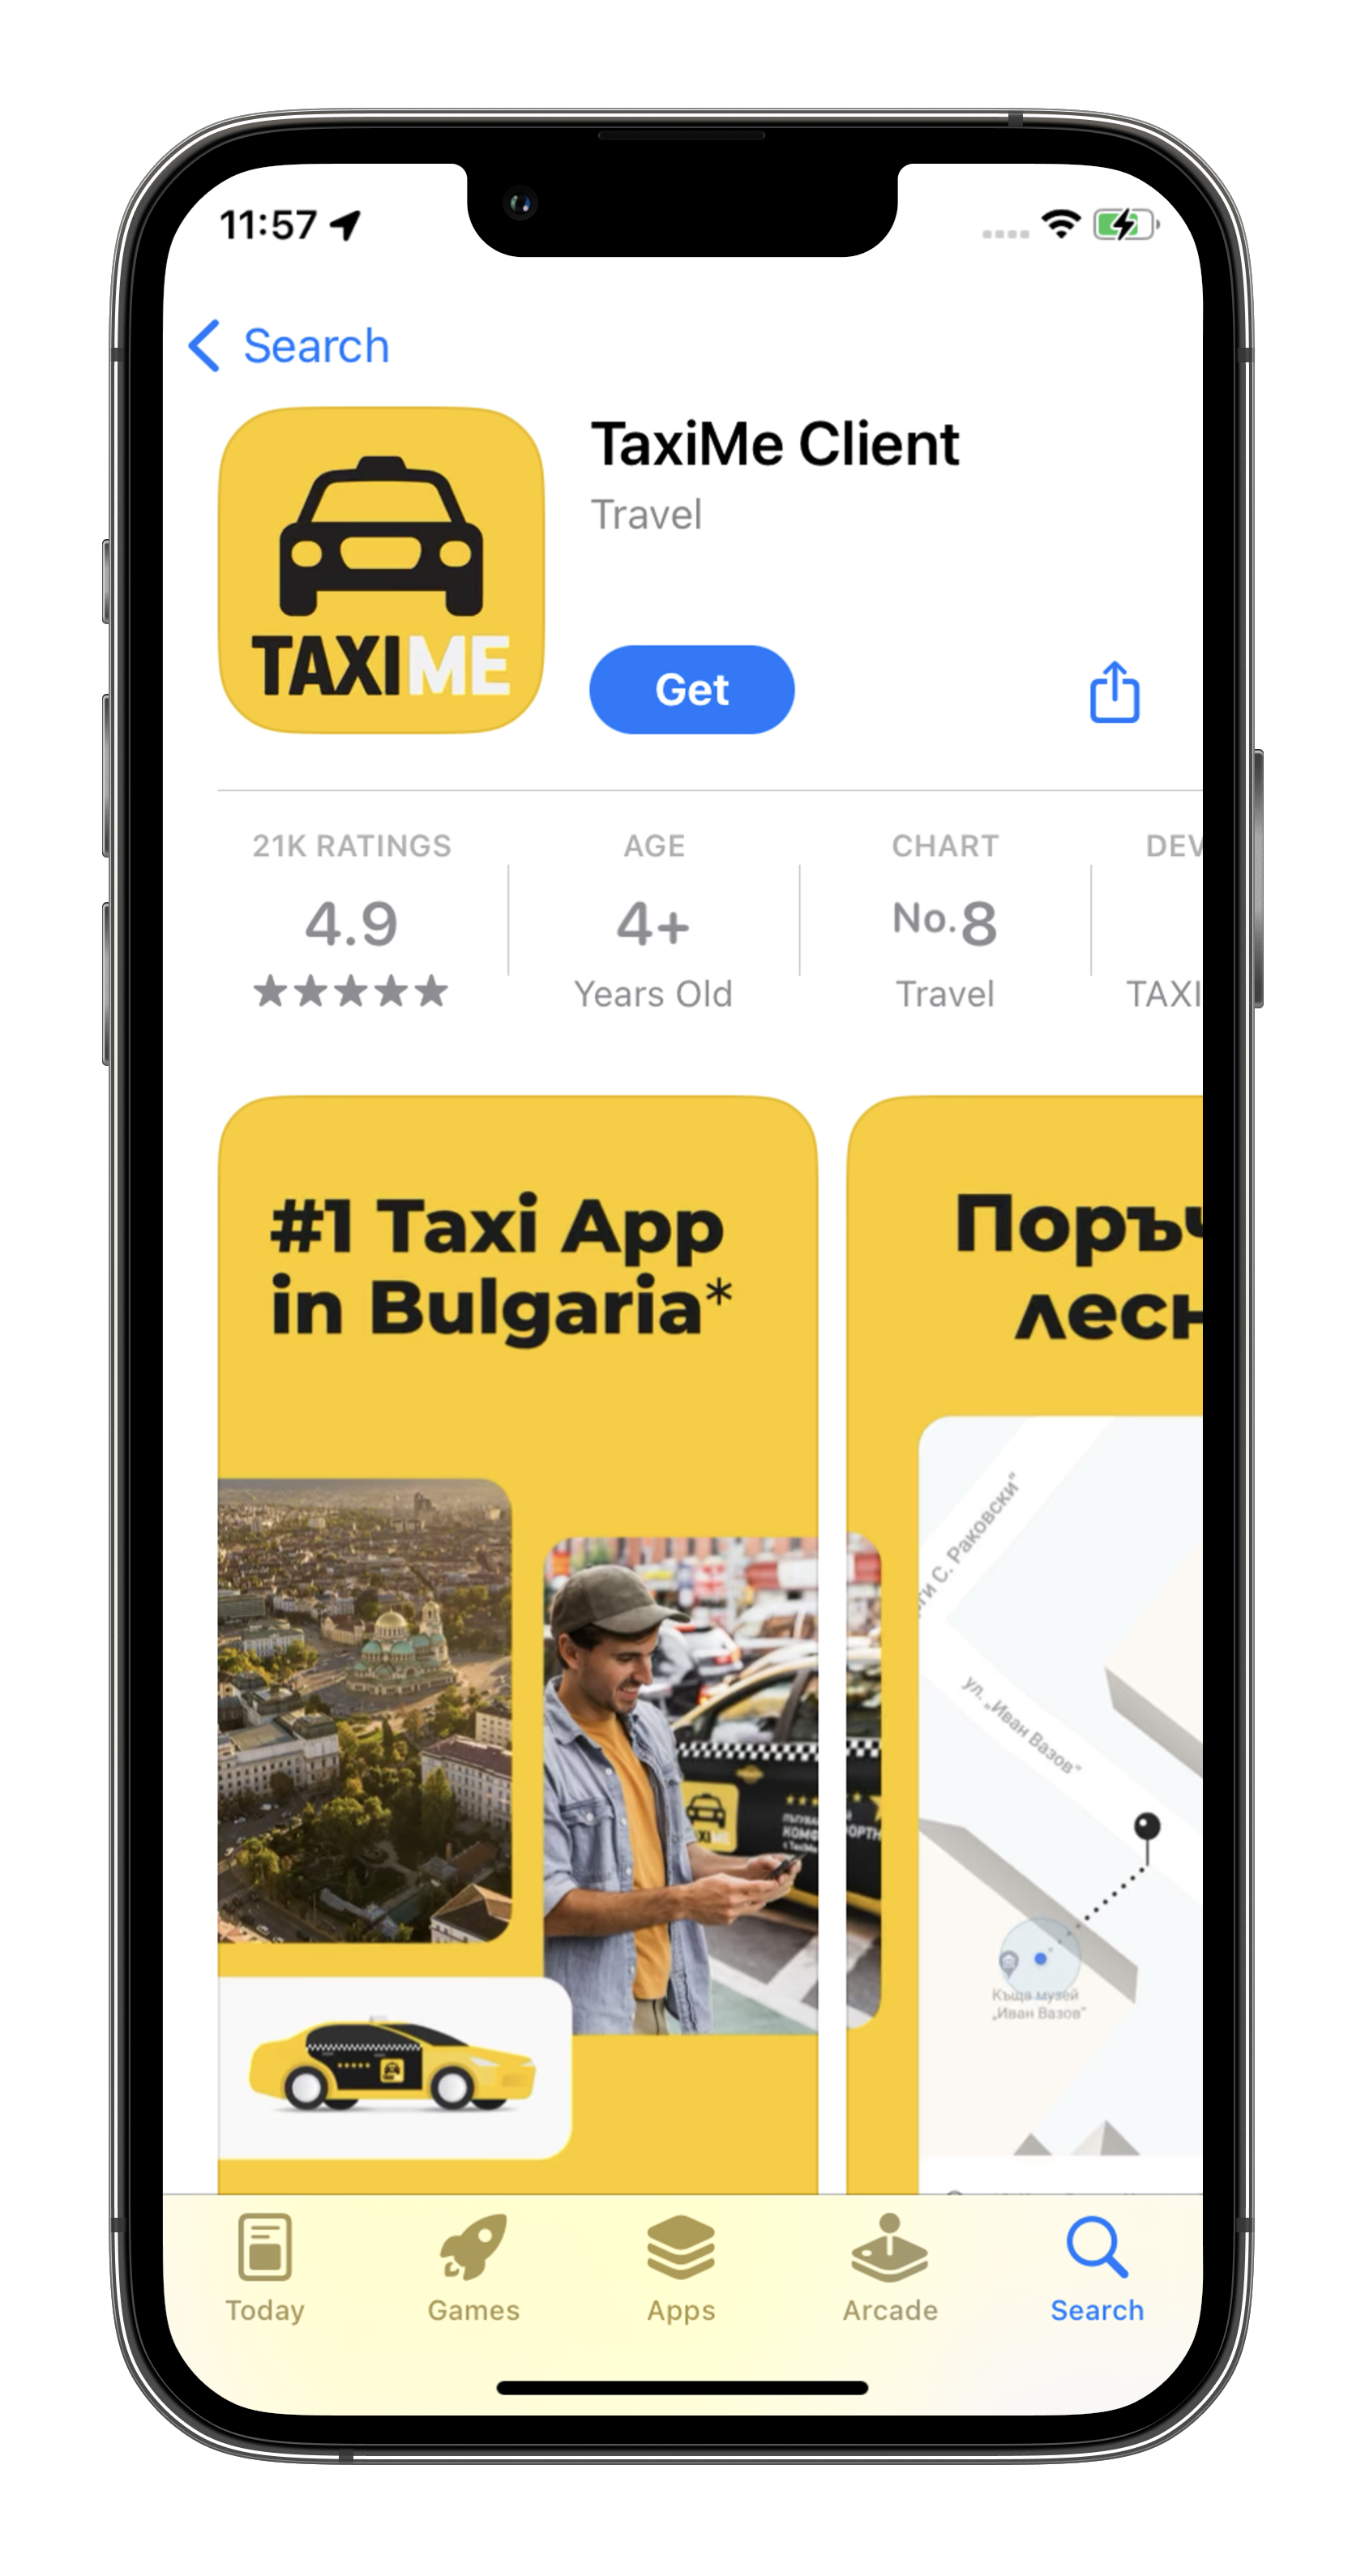 11:57
Search
TAXIME
TaxiMe Client
Travel
Get
21K RATINGS
4.9
AGE
4+
Years Old
CHART
No.8
Travel
DEV
TAXI
#1 Taxi App
in Bulgaria*
Поръч
лесн
С. Раковски“
ул. „Иван Вазов“
Къща музей
„Иван Вазов“
Today
Games
Apps
Arcade
Search